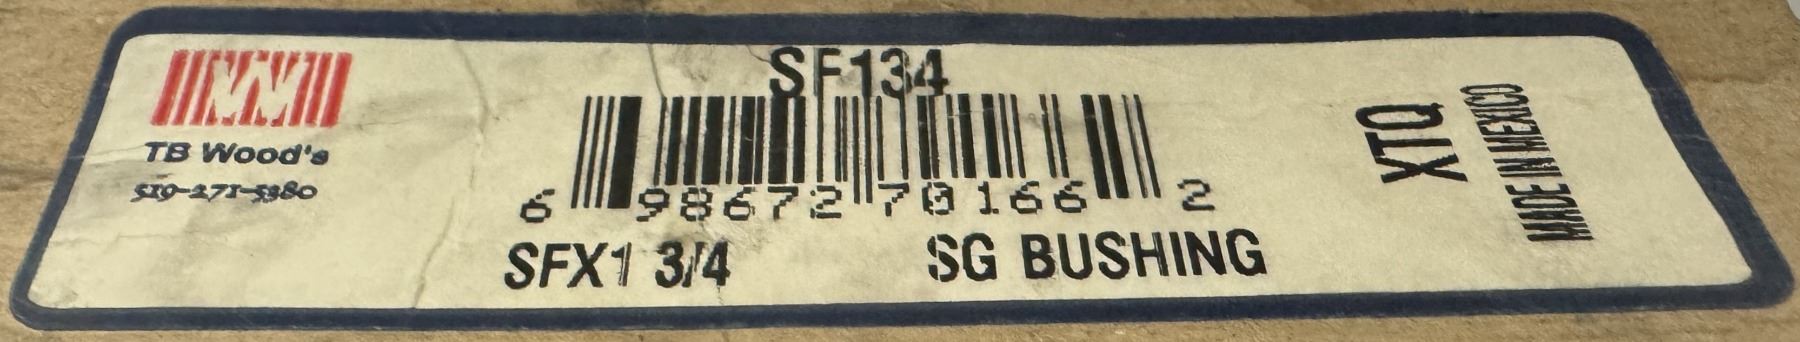 TB Wood's
519-271-5380
SF134
6 98672 70166 2
SFX1 3/4 SG BUSHING
XTQ
MADE IN MEXICO